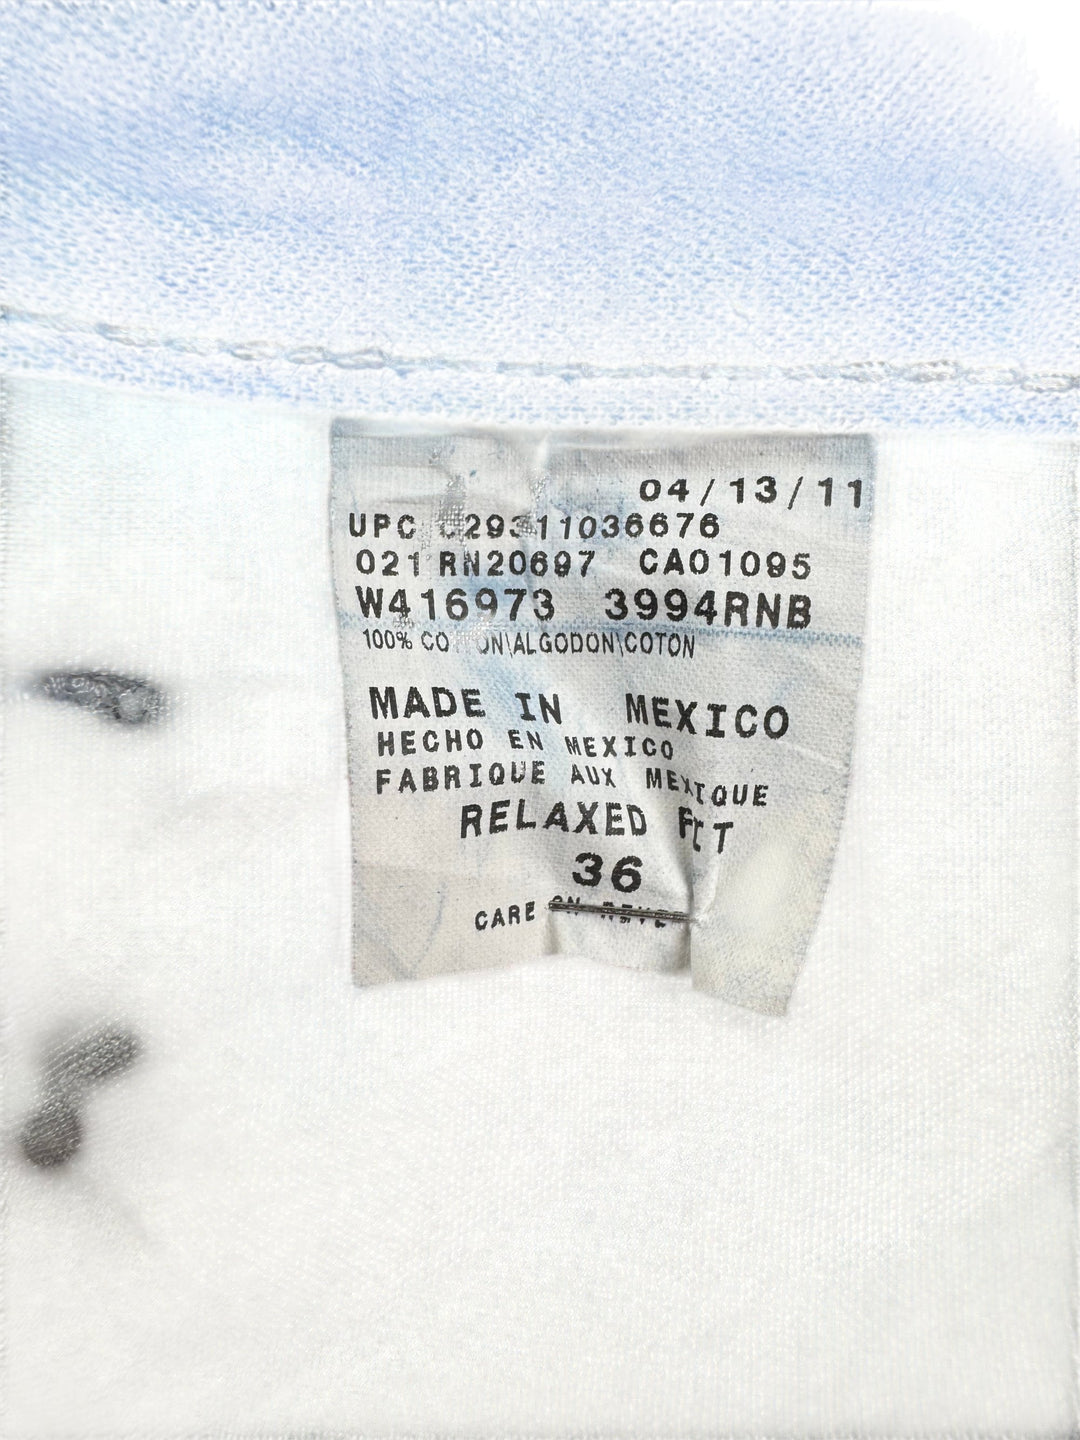 04/13/11
UPC 029311036676
021 RN20697 CA01095
W416973 3994RNB
100% COTTON\ALGODON\COTON
MADE IN MEXICO
HECHO EN MEXICO
FABRIQUE AUX MEXIQUE
RELAXED FIT
36
CARE ON